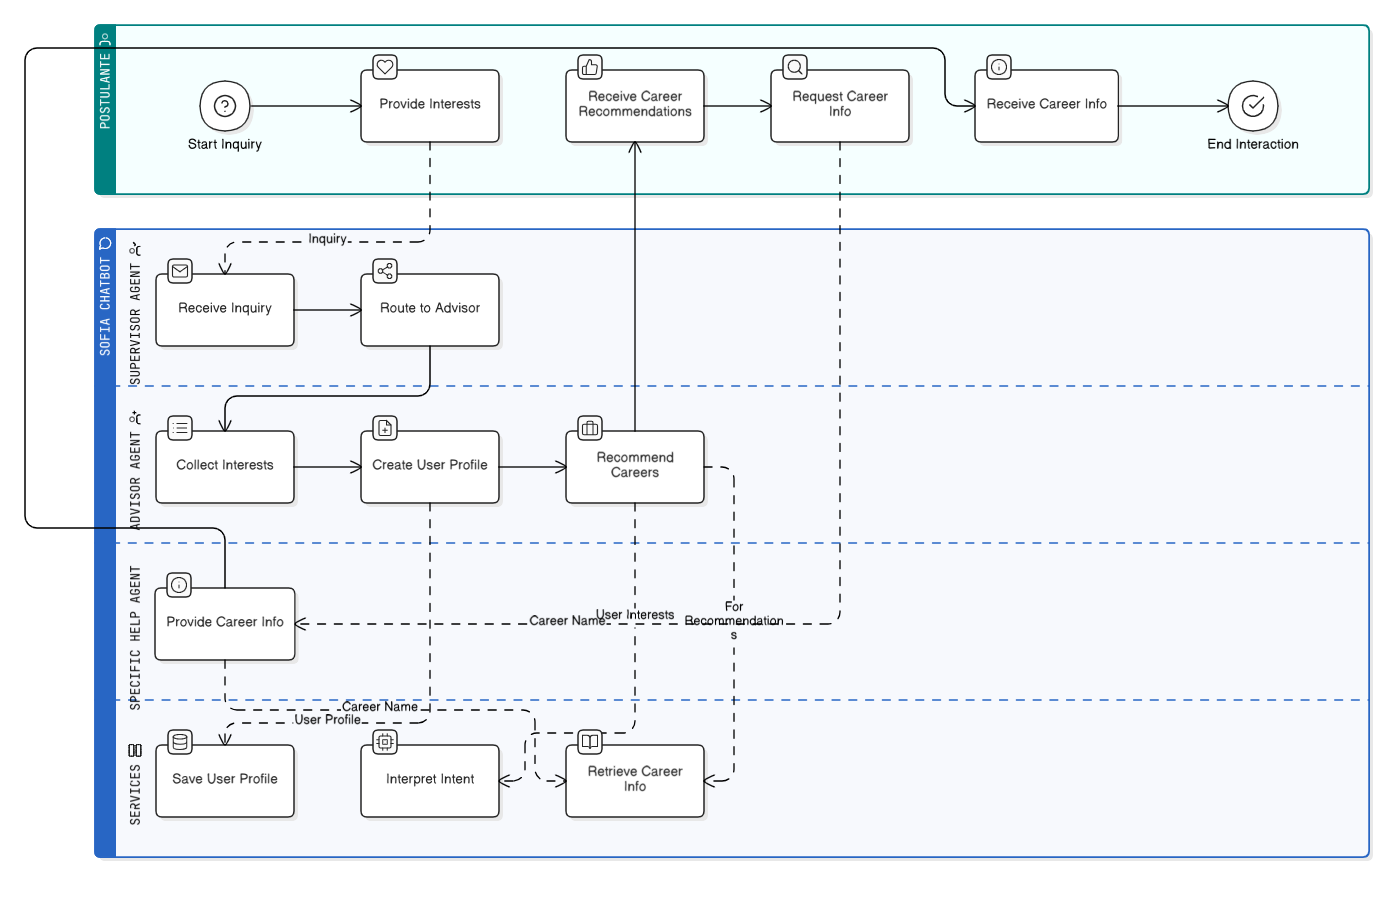 POSTULANTE
Start Inquiry
Provide Interests
Receive Career
Recommendations
Request Career
Info
Receive Career Info
End Interaction
SOFIA CHATBOT
SUPERVISOR AGENT
Inquiry
Receive Inquiry
Route to Advisor
ADVISOR AGENT
Collect Interests
Create User Profile
Recommend
Careers
SPECIFIC HELP AGENT
Provide Career Info
Career Name
User Interests
For
Recommendation
s
Career Name
User Profile
SERVICES
Save User Profile
Interpret Intent
Retrieve Career
Info